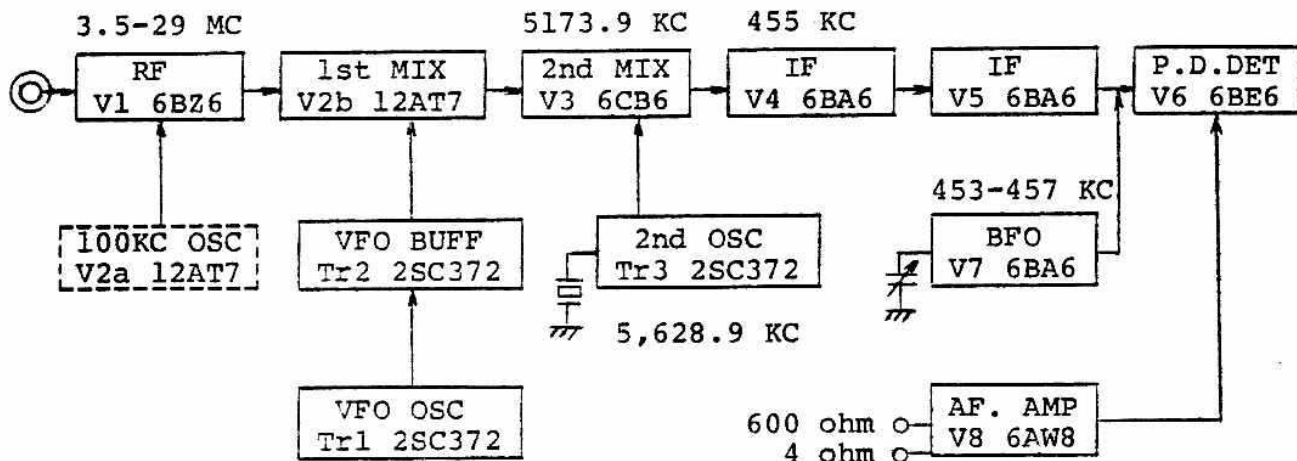 3.5-29 MC
5173.9 KC
455 KC
RF
V1 6BZ6
1st MIX
V2b 12AT7
2nd MIX
V3 6CB6
IF
V4 6BA6
IF
V5 6BA6
P.D.DET
V6 6BE6
453-457 KC
100KC OSC
V2a 12AT7
VFO BUFF
Tr2 2SC372
2nd OSC
Tr3 2SC372
BFO
V7 6BA6
5,628.9 KC
VFO OSC
Tr1 2SC372
600 ohm
4 ohm
AF. AMP
V8 6AW8